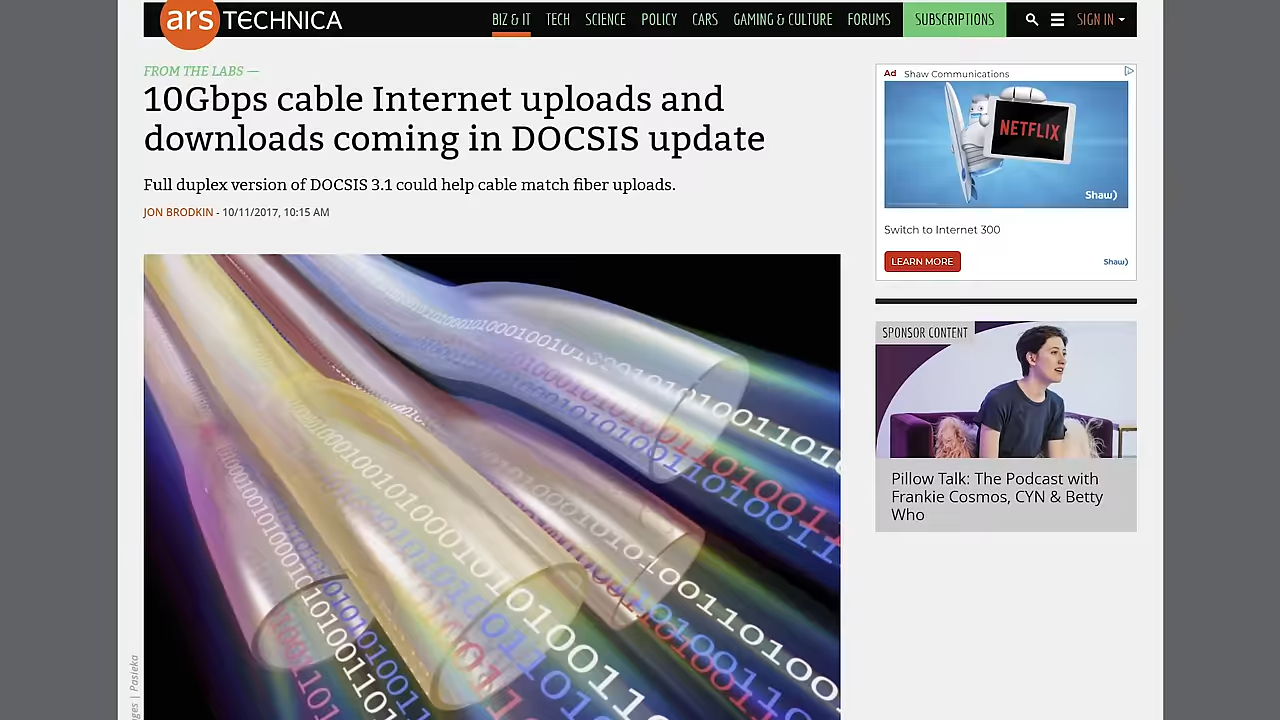 ars TECHNICA
BIZ & IT TECH SCIENCE POLICY CARS GAMING & CULTURE FORUMS SUBSCRIPTIONS SIGN IN
FROM THE LABS —
10Gbps cable Internet uploads and
downloads coming in DOCSIS update
Full duplex version of DOCSIS 3.1 could help cable match fiber uploads.
JON BRODKIN - 10/11/2017, 10:15 AM
Ad Shaw Communications
NETFLIX
Shaw)
Switch to Internet 300
LEARN MORE
Shaw)
SPONSOR CONTENT
Pillow Talk: The Podcast with
Frankie Cosmos, CYN & Betty
Who
| Pasieka